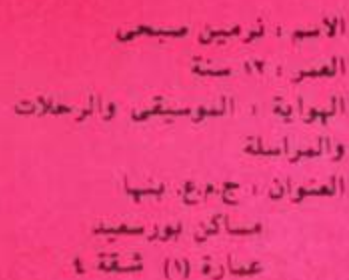 الاسم : نرمين صبحى
العمر : ١٢ سنة
الهواية : الموسيقى والرحلات
والمراسلة
العنوان : ج.م.ع. بنها
مساكن بورسعيد
عمارة (١) شقة ٤